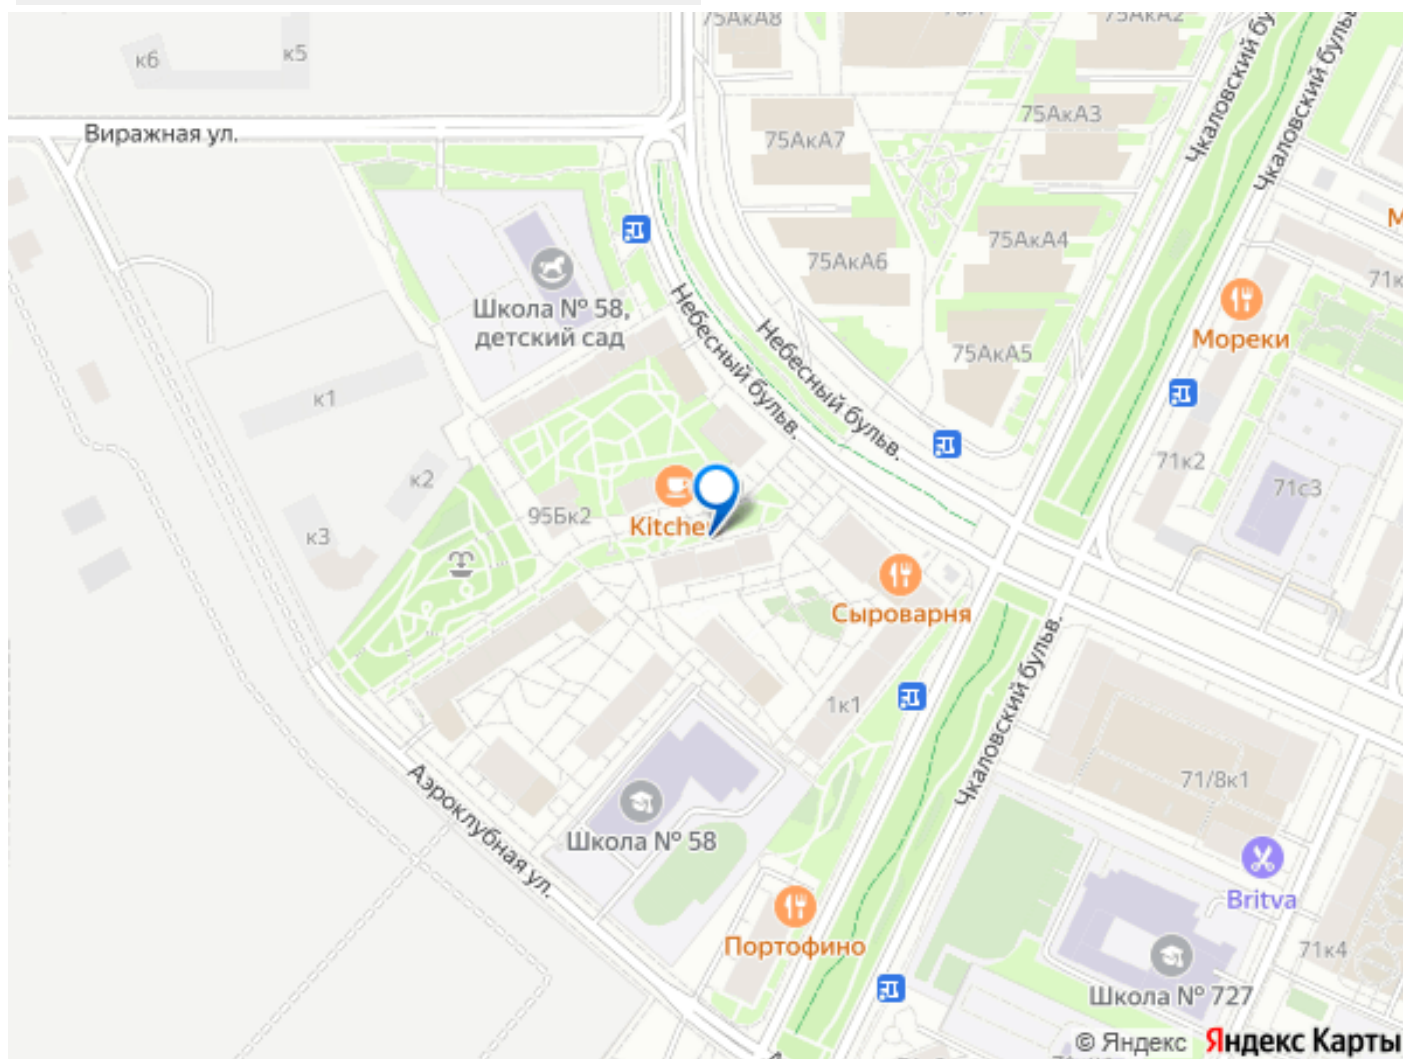 75АкА8
75АкА2
к6
к5
Чкаловский бу
Чкаловский бульв.
Виражная ул.
75АкА7
75АкА3
75АкА6
75АкА4
М
71к
Школа № 58,
детский сад
Небесный бульв.
Небесный бульв.
75АкА5
Мореки
к1
к2
к3
95Бк2
Kitche
71к2
71с3
Сыроварня
1к1
Чкаловский бульв.
71/8к1
Аэроклубная ул.
Школа № 58
Britva
Портофино
71к4
Школа № 727
© Яндекс Яндекс Карты